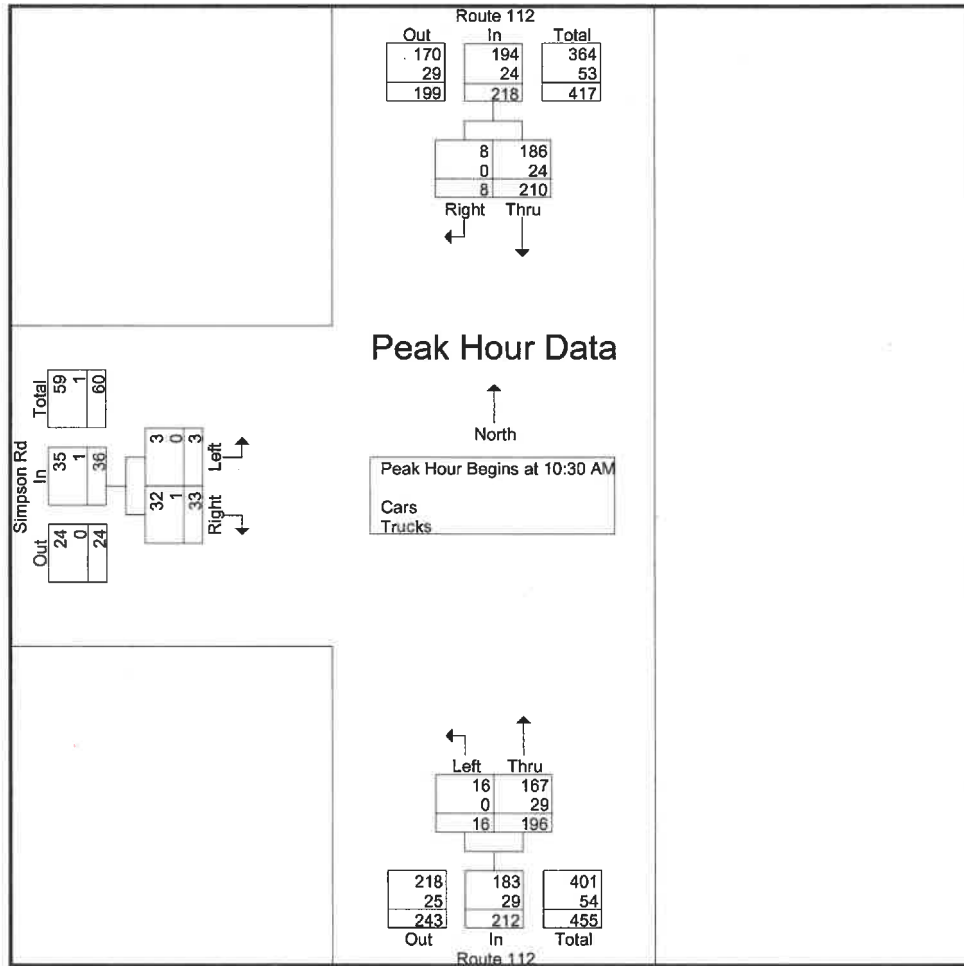 Route 112
Out In Total
170 194 364
29 24 53
199 218 417
8 186
0 24
8 210
Right Thru
Peak Hour Data
North
Peak Hour Begins at 10:30 AM
Cars
Trucks
Simpson Rd
Out In Total
24 35 59
0 1 1
24 36 60
32 3
1 0
33 3
Right Left
Left Thru
16 167
0 29
16 196
218 183 401
25 29 54
243 212 455
Out In Total
Route 112